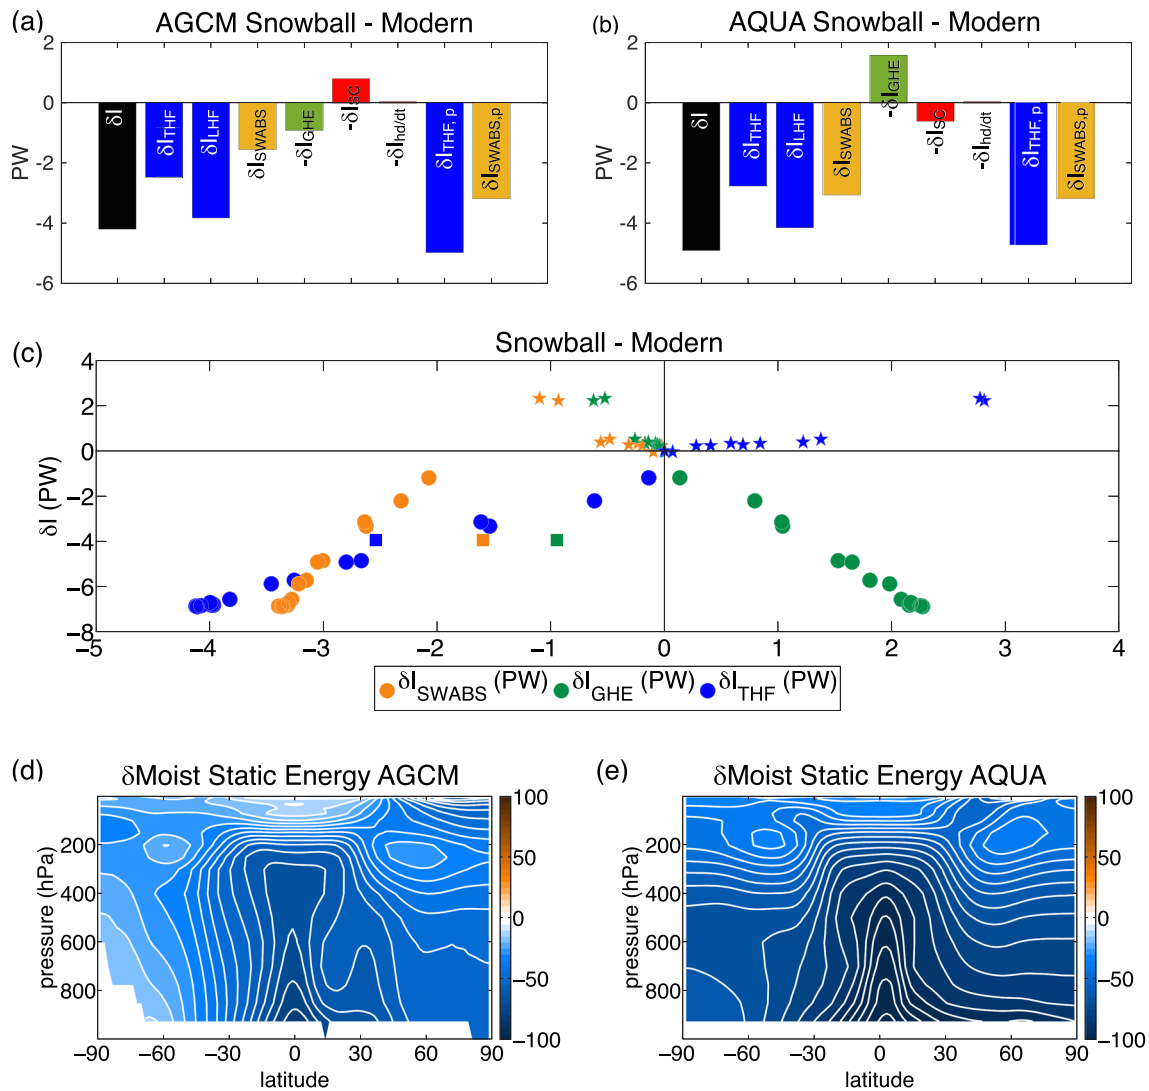 (a)
AGCM Snowball - Modern
2
0
-2
-4
-6
PW
δI
δI_THF
δI_LHF
δI_SWABS
-δI_GHE
-δI_SC
-δI_hd/dt
δI_THF, p
δI_SWABS,p
(b)
AQUA Snowball - Modern
2
0
-2
-4
-6
PW
δI
δI_THF
δI_LHF
δI_SWABS
-δI_GHE
-δI_SC
-δI_hd/dt
δI_THF, p
δI_SWABS,p
(c)
Snowball - Modern
4
2
0
−2
−4
−6
−8
δI (PW)
−5 −4 −3 −2 −1 0 1 2 3 4
δI_SWABS (PW) δI_GHE (PW) δI_THF (PW)
(d)
δMoist Static Energy AGCM
200
400
600
800
pressure (hPa)
−90 −60 −30 0 30 60 90
latitude
100
50
0
−50
−100
(e)
δMoist Static Energy AQUA
200
400
600
800
pressure (hPa)
−90 −60 −30 0 30 60 90
latitude
100
50
0
−50
−100